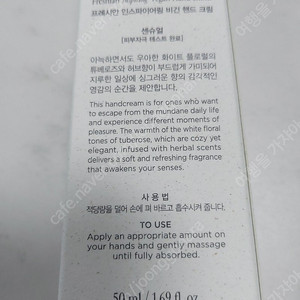 프레시안 인스파이어링 비건 핸드 크림
센슈얼
[피부자극 테스트 완료]
아늑하면서도 우아한 화이트 플로럴의
튜베로즈와 허브향이 부드럽게 가미되어
지루한 일상에 싱그러운 향의 감각적인
영감의 순간을 제안합니다.
This handcream is for ones who want
to escape from the mundane daily life
and experience different moments of
pleasure. The warmth of the white floral
tones of tuberose, which are cozy yet
elegant, infused with herbal scents
delivers a soft and refreshing fragrance
that awakens your senses.
사 용 법
적당량을 덜어 손에 펴 바르고 흡수시켜 줍니다.
TO USE
Apply an appropriate amount on
your hands and gently massage
until fully absorbed.
50 ml / 1.69 fl. oz